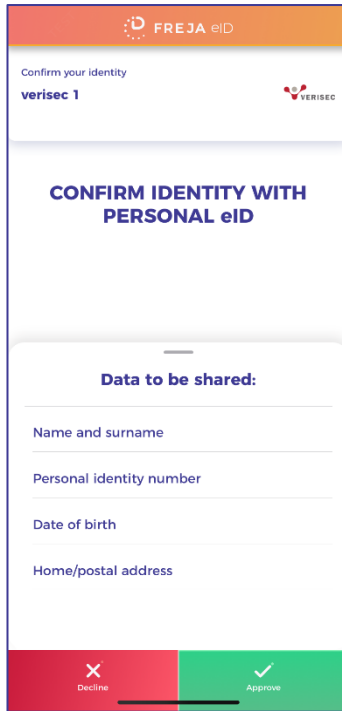 FREJA eID
Confirm your identity
verisec 1
VERISEC
CONFIRM IDENTITY WITH
PERSONAL eID
Data to be shared:
Name and surname
Personal identity number
Date of birth
Home/postal address
Decline
Approve